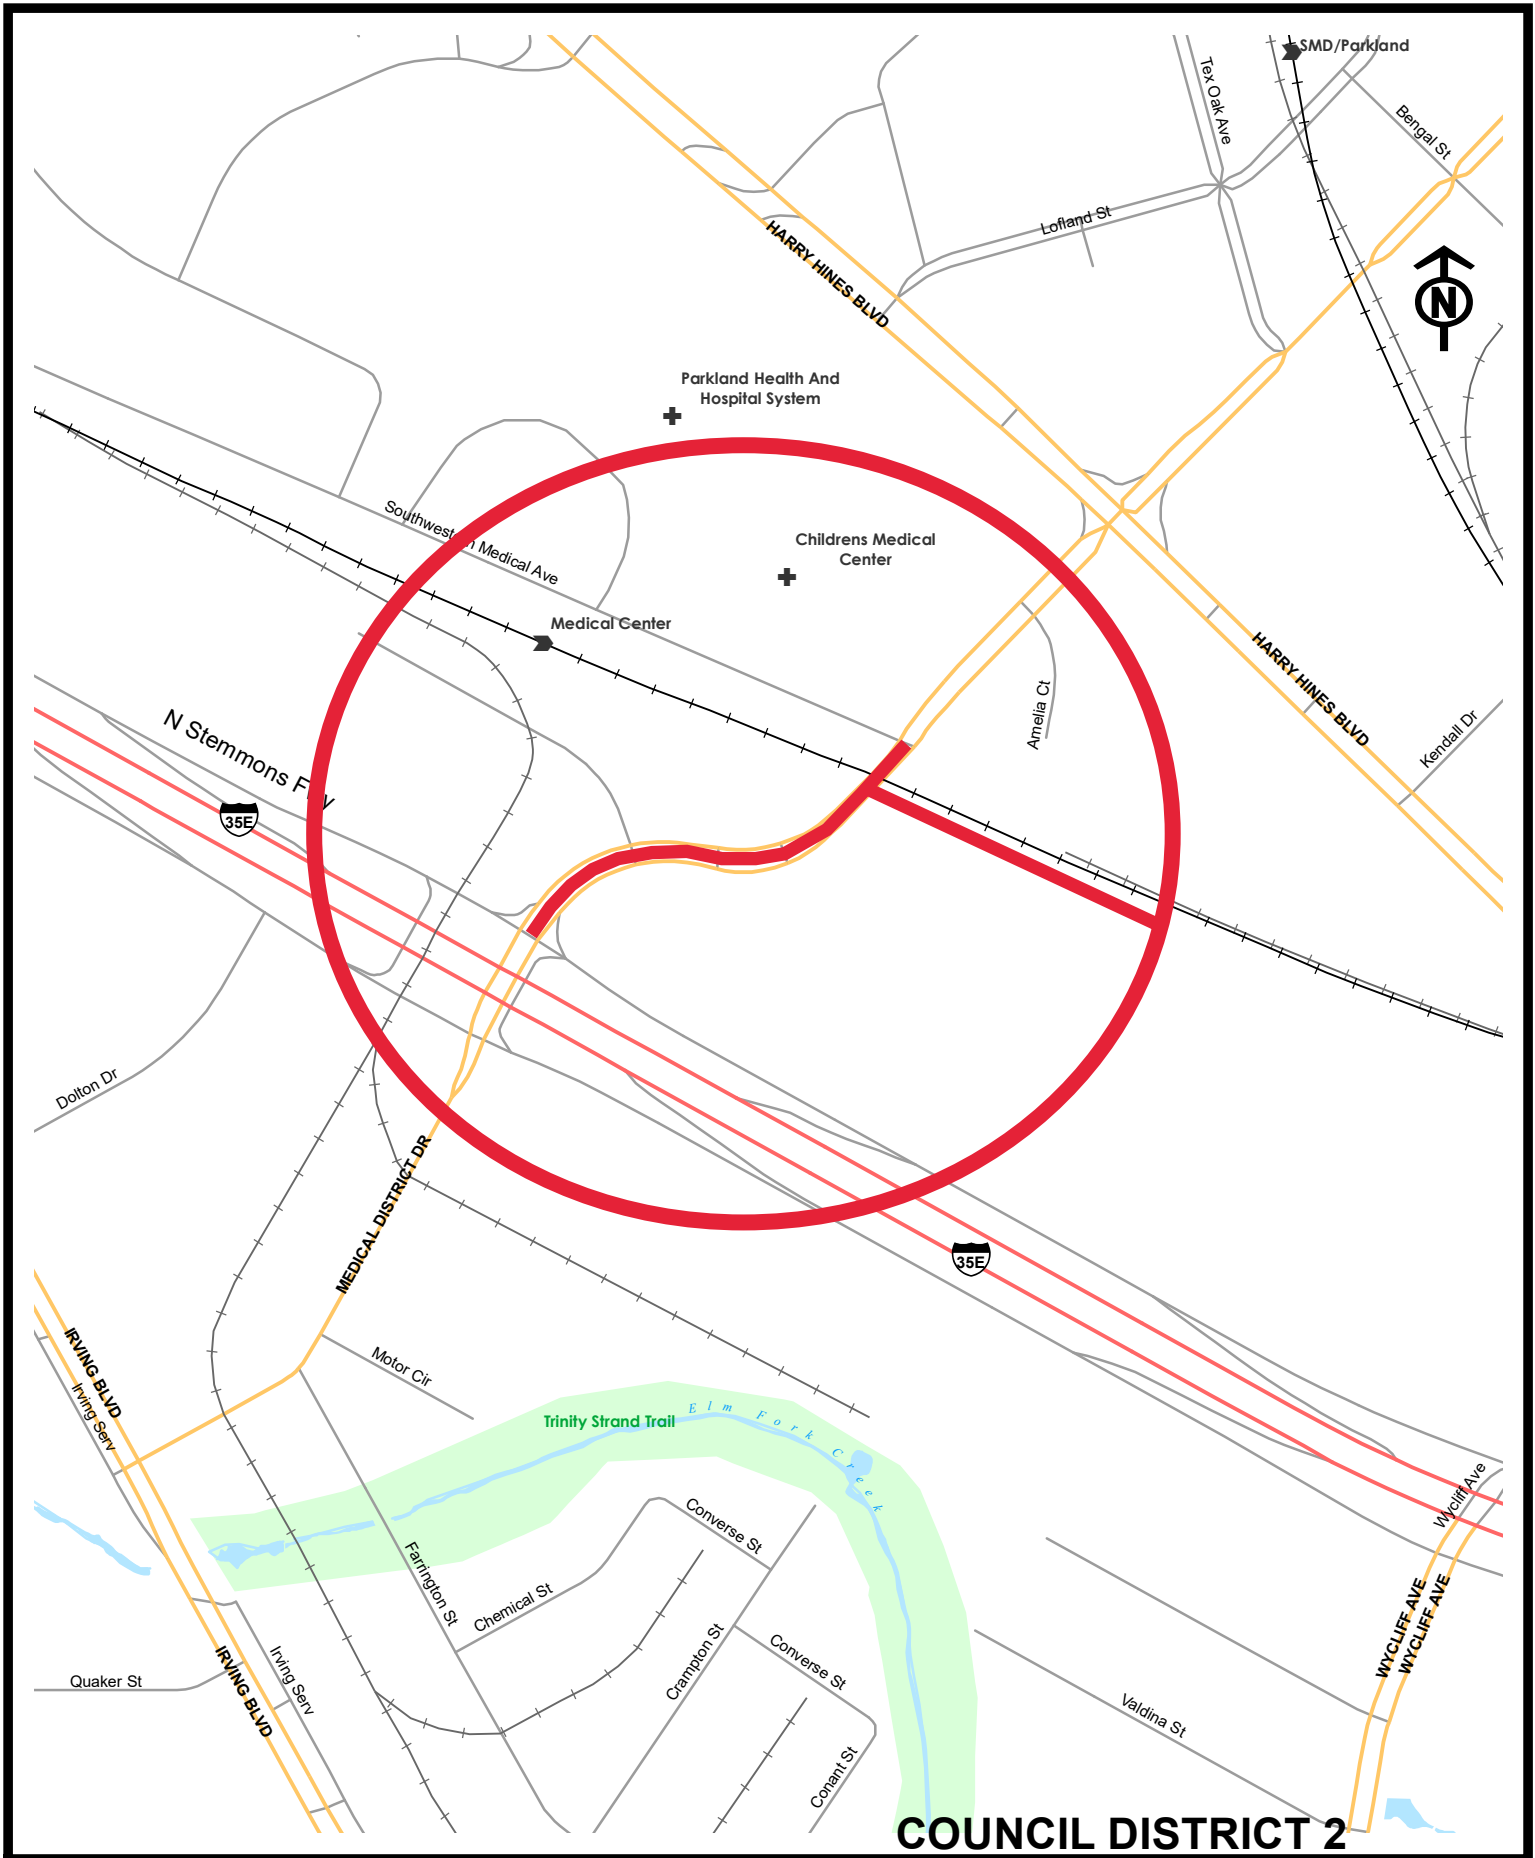 SMD/Parkland
Tex Oak Ave
Bengal St
Lofland St
HARRY HINES BLVD
N
Parkland Health And
Hospital System
Southwestern Medical Ave
Childrens Medical
Center
Medical Center
HARRY HINES BLVD
Amelia Ct
Kendall Dr
N Stemmons Fwy
35E
Dolton Dr
MEDICAL DISTRICT DR
35E
IRVING BLVD
Irving Serv
Motor Cir
Trinity Strand Trail
Elm Fork Creek
Wycliff Ave
Converse St
Farrington St
Chemical St
WYCLIFF AVE
WYCLIFF AVE
Crampton St
Converse St
Quaker St
Irving Serv
IRVING BLVD
Valdina St
Conant St
COUNCIL DISTRICT 2